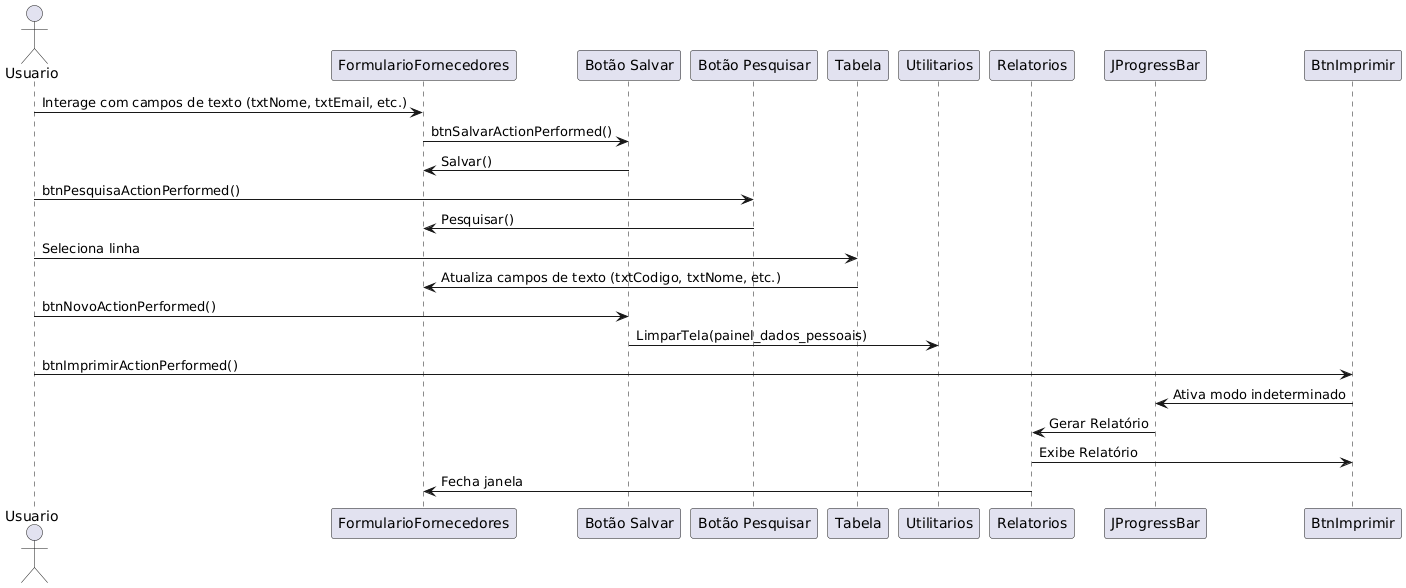 Usuario
FormularioFornecedores
Botão Salvar
Botão Pesquisar
Tabela
Utilitarios
Relatorios
JProgressBar
BtnImprimir
Interage com campos de texto (txtNome, txtEmail, etc.)
btnSalvarActionPerformed()
Salvar()
btnPesquisaActionPerformed()
Pesquisar()
Seleciona linha
Atualiza campos de texto (txtCodigo, txtNome, etc.)
btnNovoActionPerformed()
LimparTela(painel_dados_pessoais)
btnImprimirActionPerformed()
Ativa modo indeterminado
Gerar Relatório
Exibe Relatório
Fecha janela
Usuario
FormularioFornecedores
Botão Salvar
Botão Pesquisar
Tabela
Utilitarios
Relatorios
JProgressBar
BtnImprimir